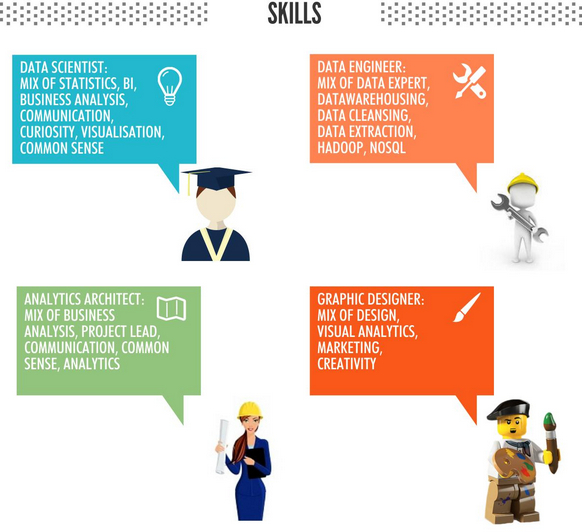 SKILLS
DATA SCIENTIST:
MIX OF STATISTICS, BI,
BUSINESS ANALYSIS,
COMMUNICATION,
CURIOSITY, VISUALISATION,
COMMON SENSE
DATA ENGINEER:
MIX OF DATA EXPERT,
DATAWAREHOUSING,
DATA CLEANSING,
DATA EXTRACTION,
HADOOP, NOSQL
ANALYTICS ARCHITECT:
MIX OF BUSINESS
ANALYSIS, PROJECT LEAD,
COMMUNICATION, COMMON
SENSE, ANALYTICS
GRAPHIC DESIGNER:
MIX OF DESIGN,
VISUAL ANALYTICS,
MARKETING,
CREATIVITY